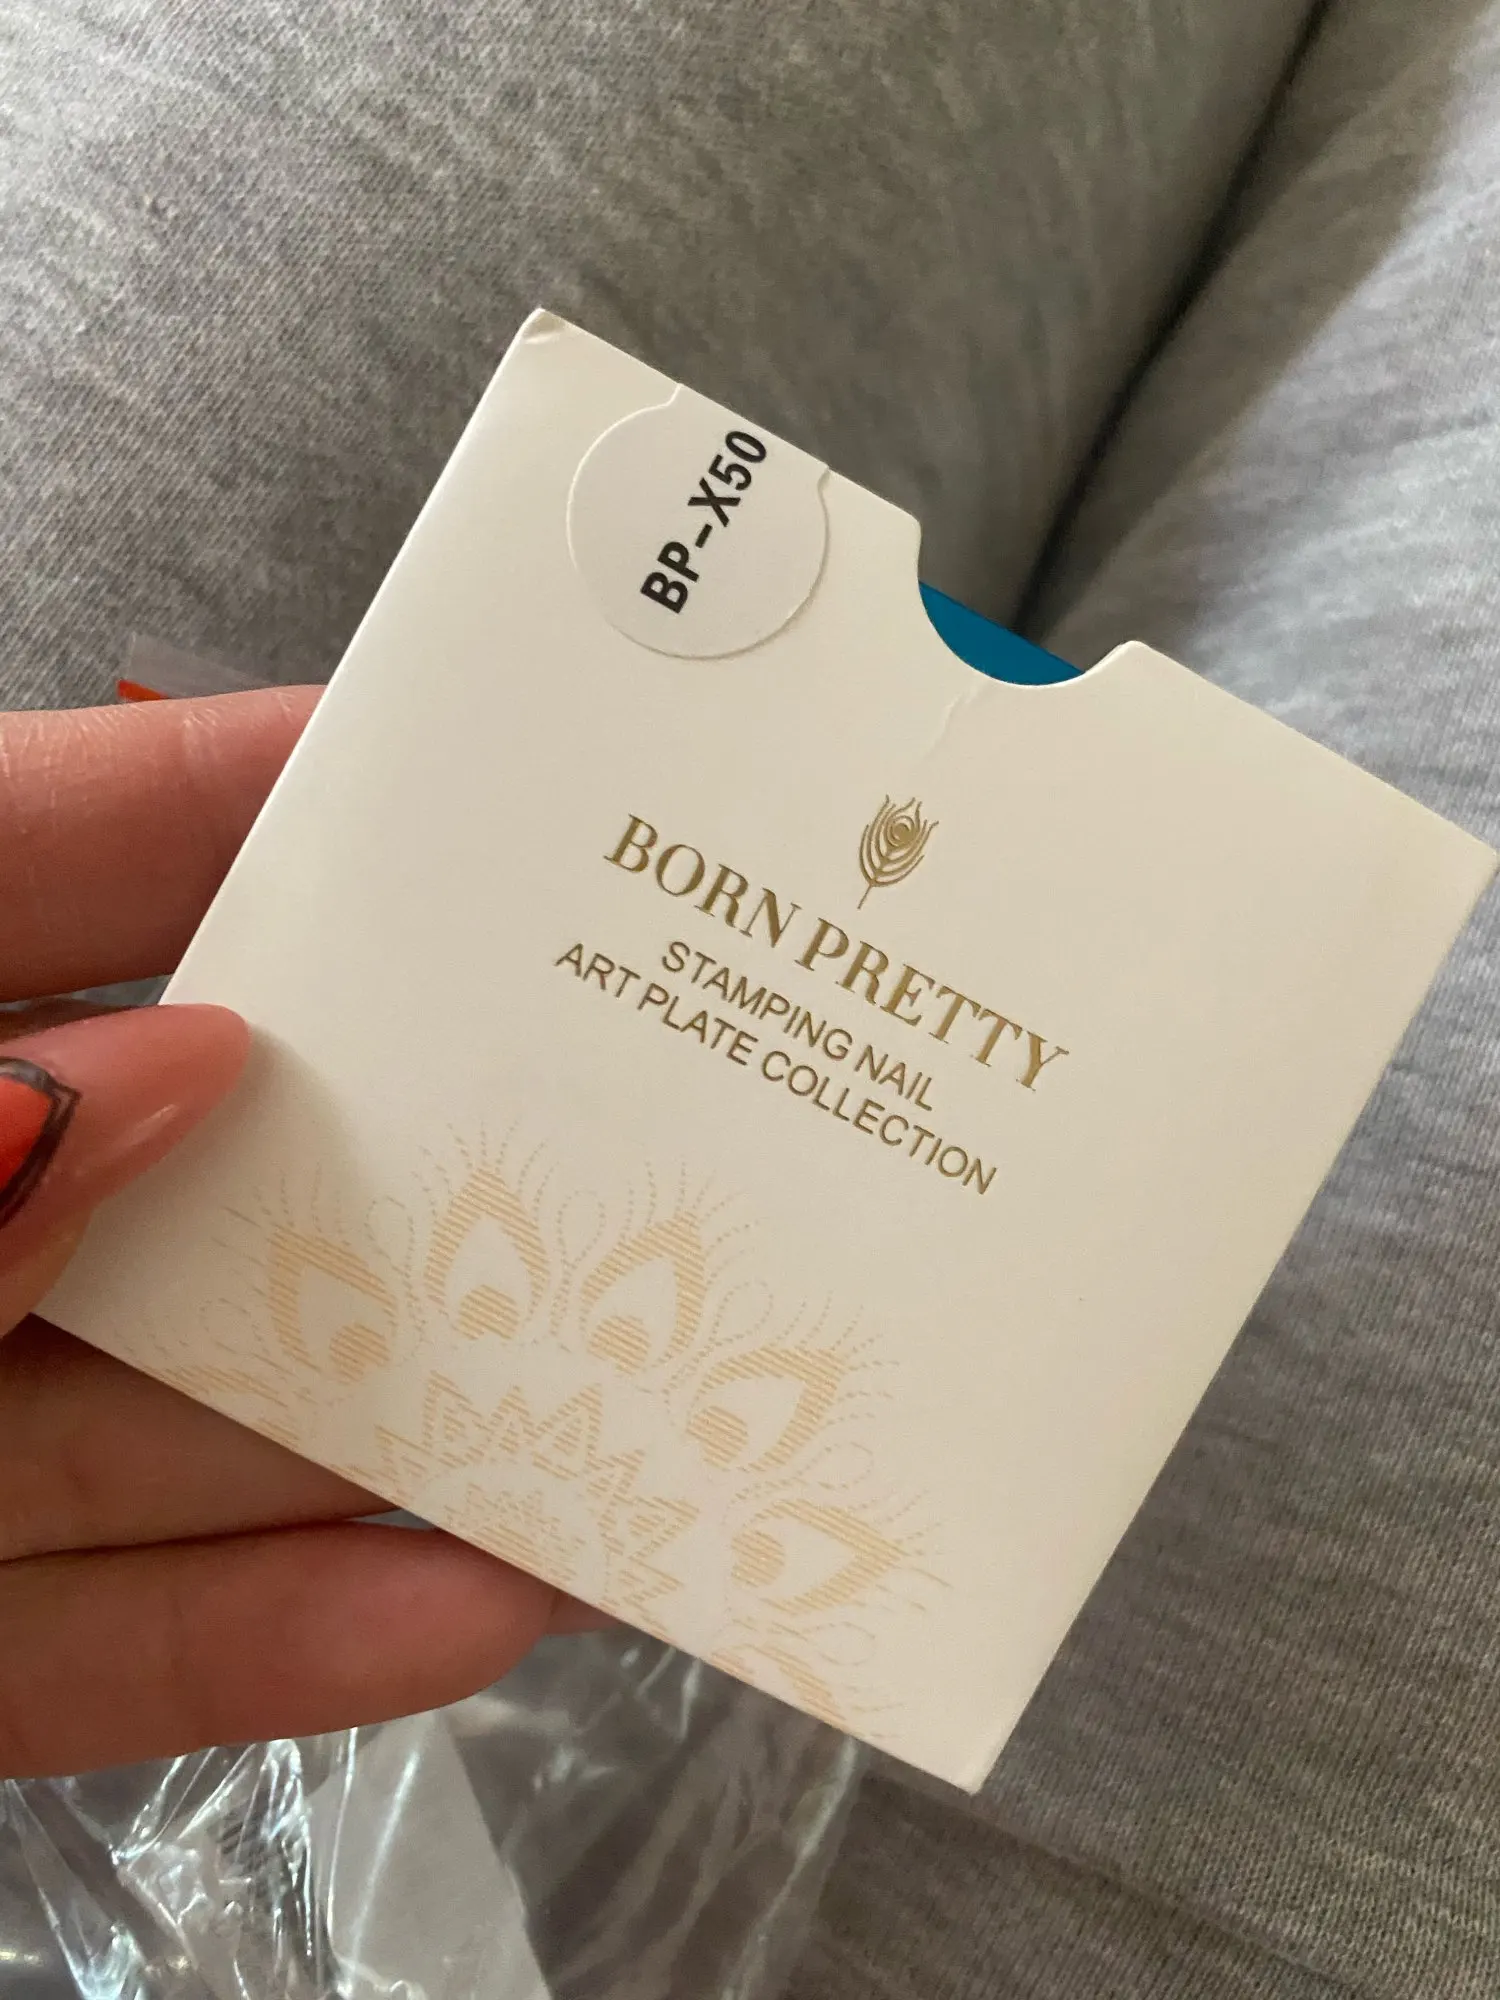 BP-X50
BORN PRETTY
STAMPING NAIL
ART PLATE COLLECTION